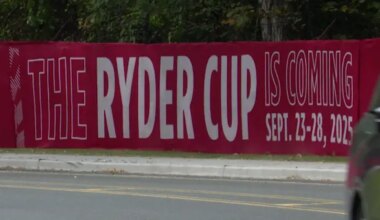 THE RYDER CUP IS COMING
SEPT. 23-28, 2025